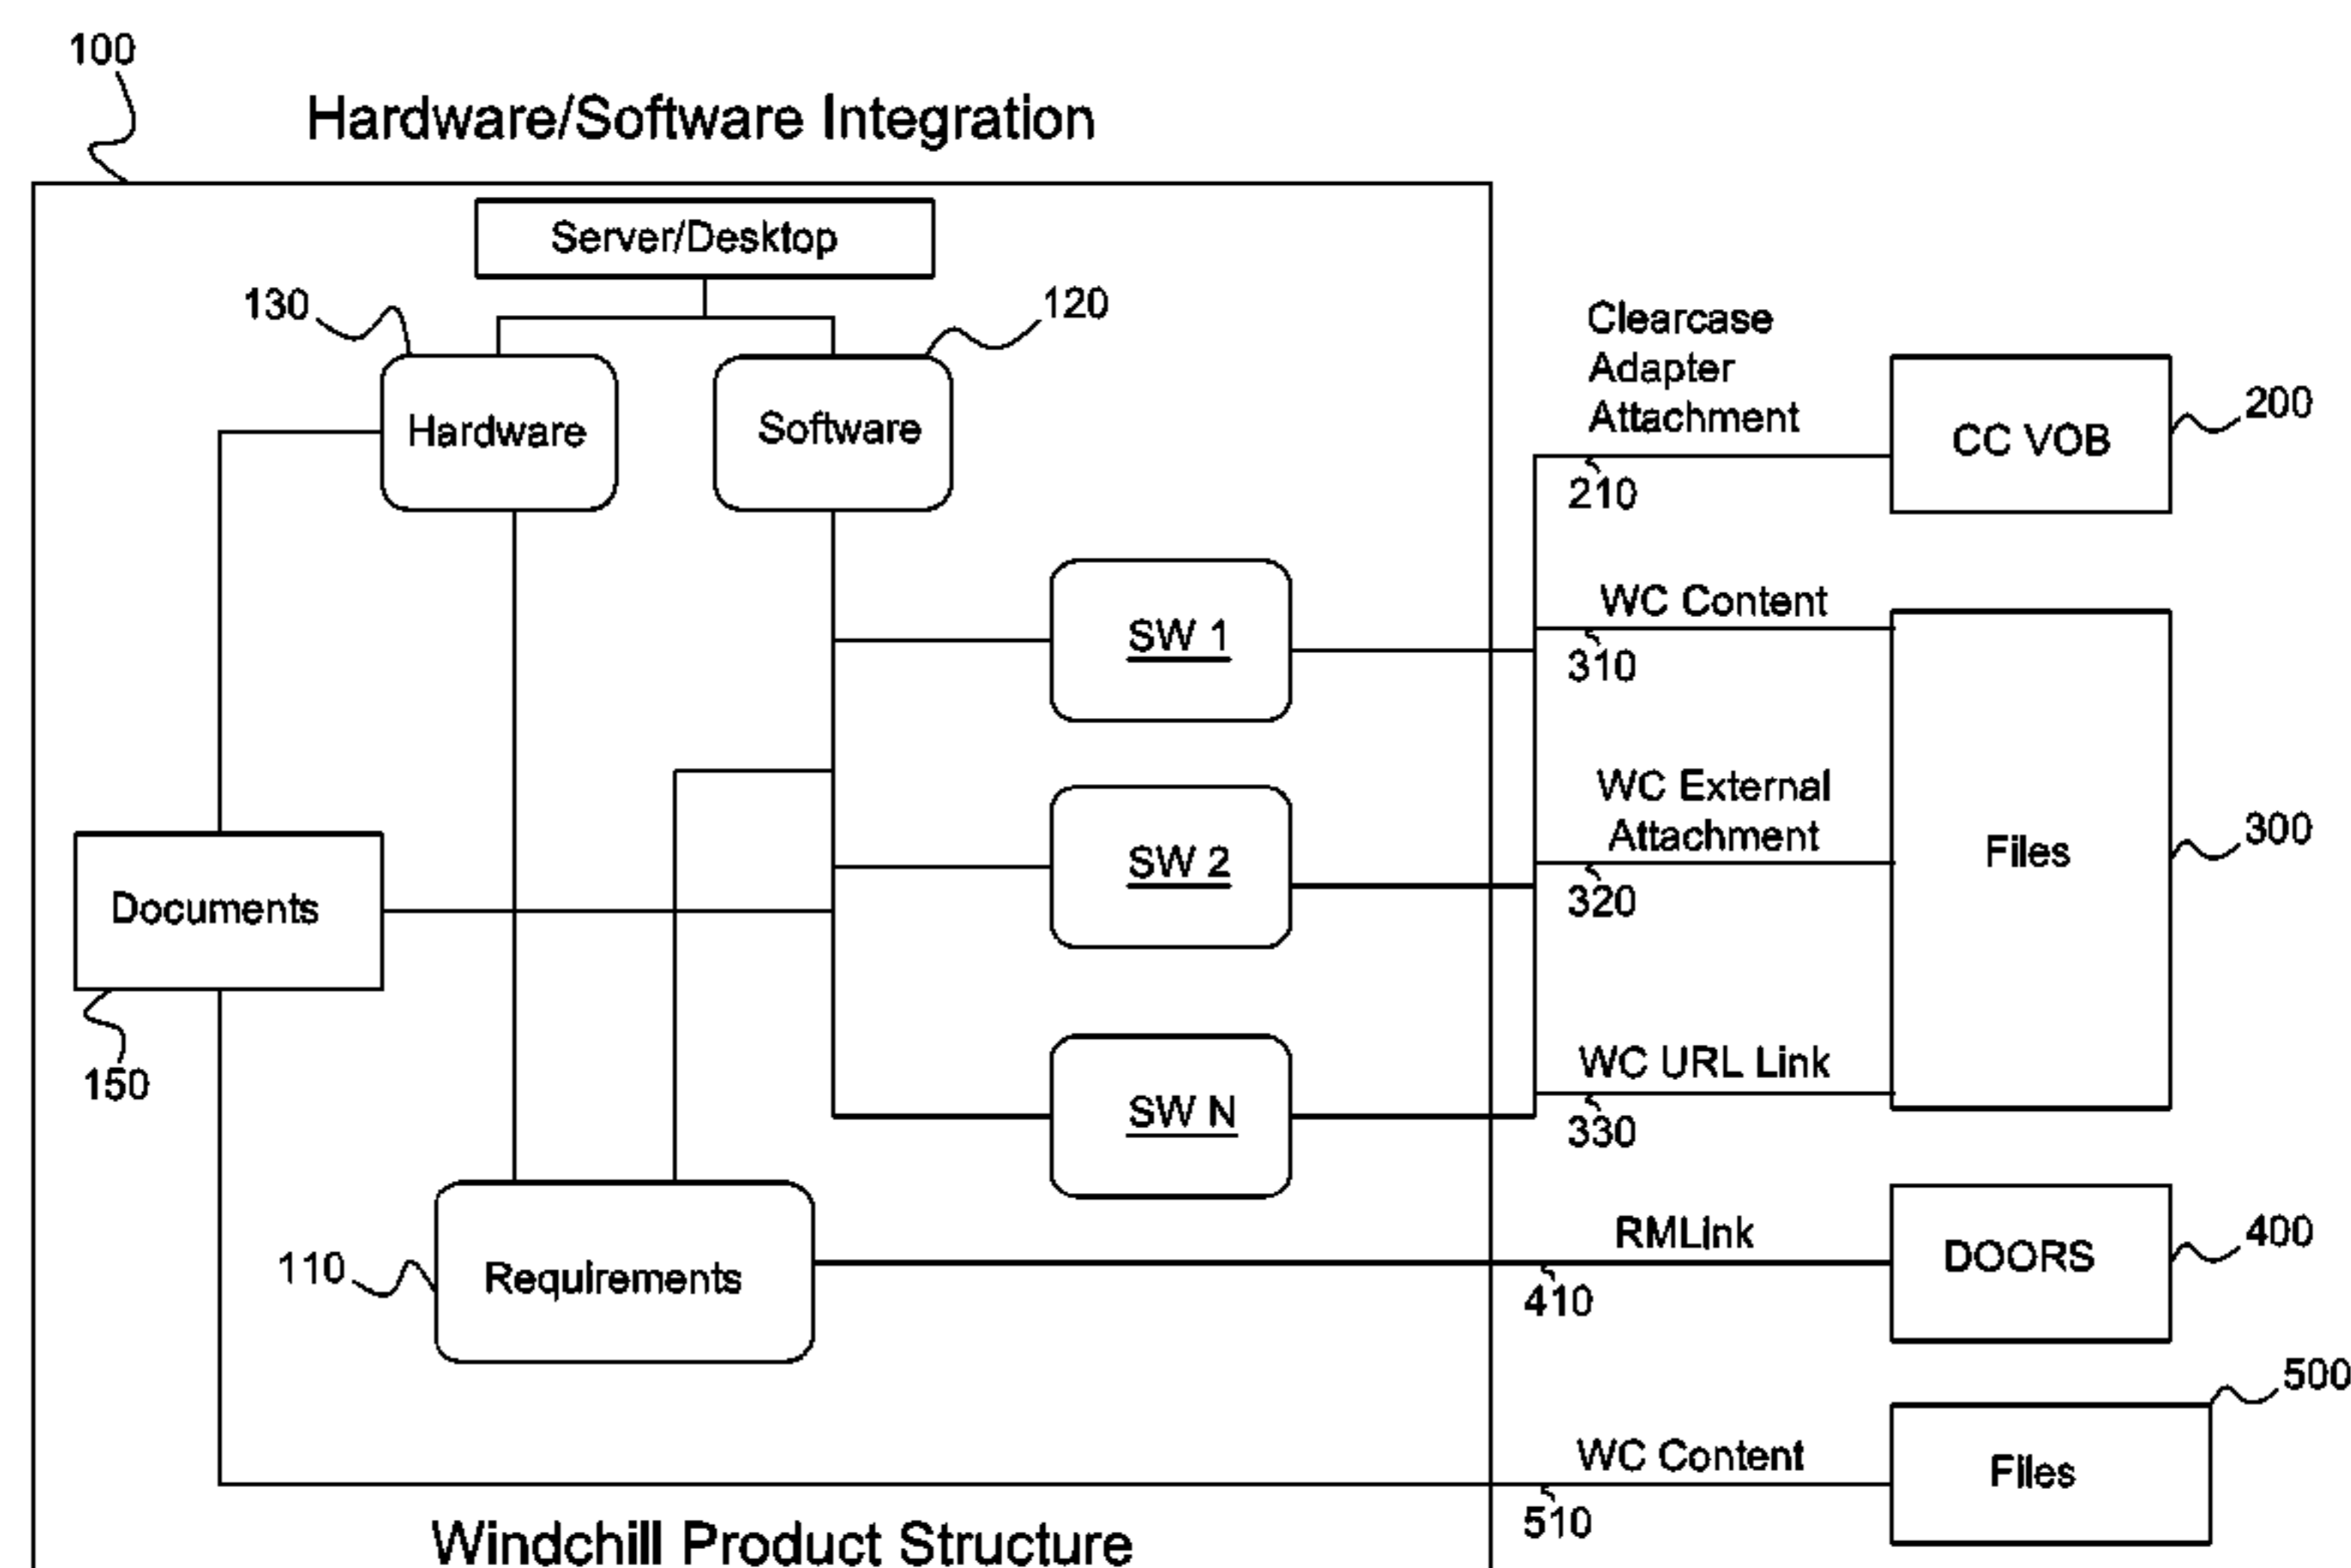 100
Hardware/Software Integration
Server/Desktop
130
120
Hardware
Software
Clearcase
Adapter
Attachment
CC VOB
200
210
SW 1
WC Content
310
SW 2
WC External
Attachment
320
Files
300
Documents
150
SW N
WC URL Link
330
110
Requirements
RMLink
410
DOORS
400
500
WC Content
510
Files
Windchill Product Structure